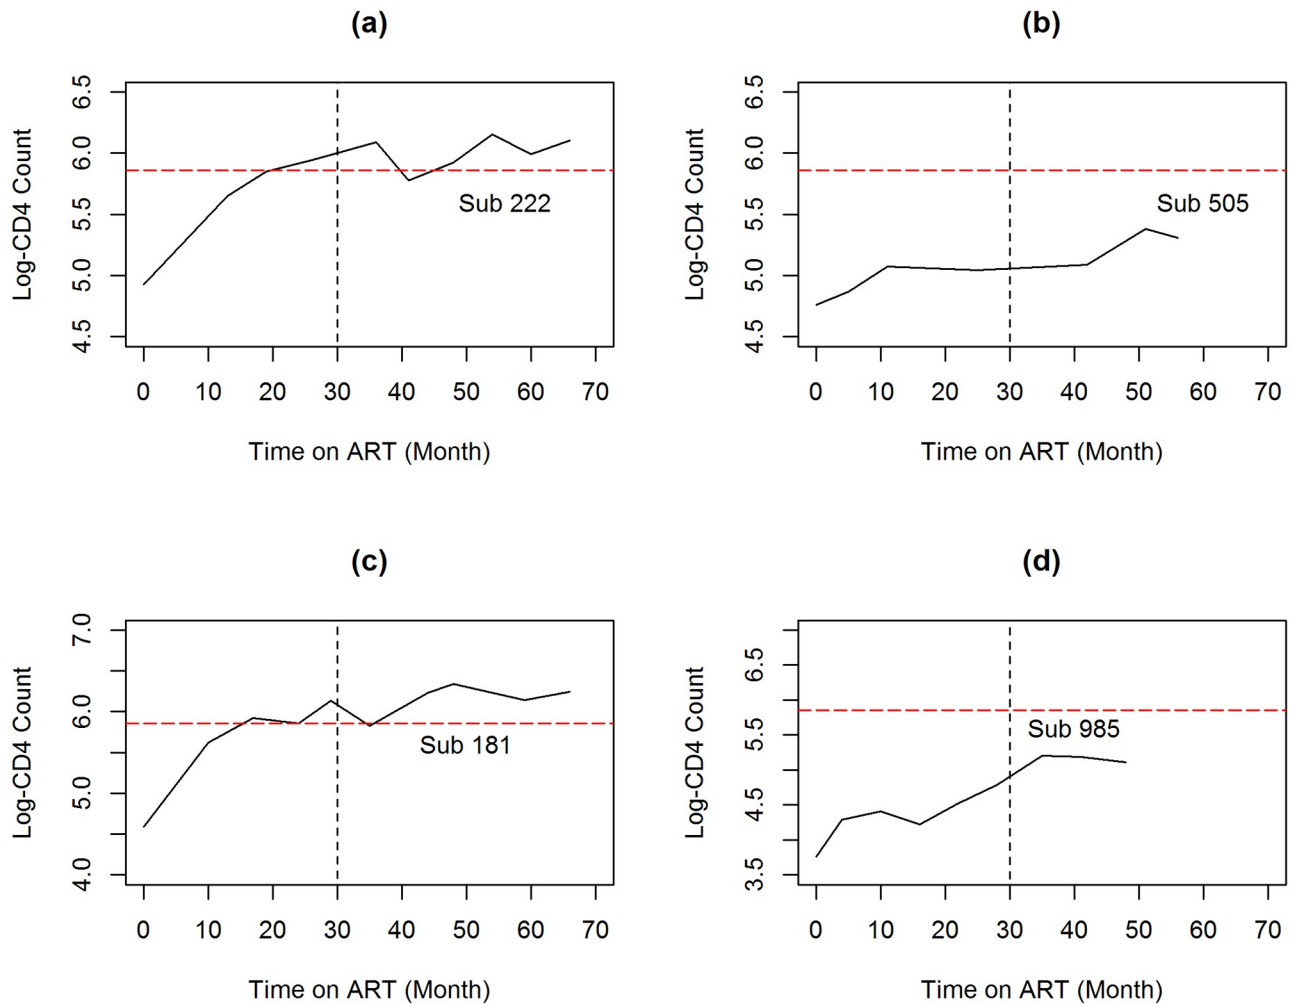 (a)
6.5
6.0
5.5
5.0
4.5
Log-CD4 Count
Sub 222
0 10 20 30 40 50 60 70
Time on ART (Month)
(b)
6.5
6.0
5.5
5.0
4.5
Log-CD4 Count
Sub 505
0 10 20 30 40 50 60 70
Time on ART (Month)
(c)
7.0
6.0
5.0
4.0
Log-CD4 Count
Sub 181
0 10 20 30 40 50 60 70
Time on ART (Month)
(d)
6.5
5.5
4.5
3.5
Log-CD4 Count
Sub 985
0 10 20 30 40 50 60 70
Time on ART (Month)